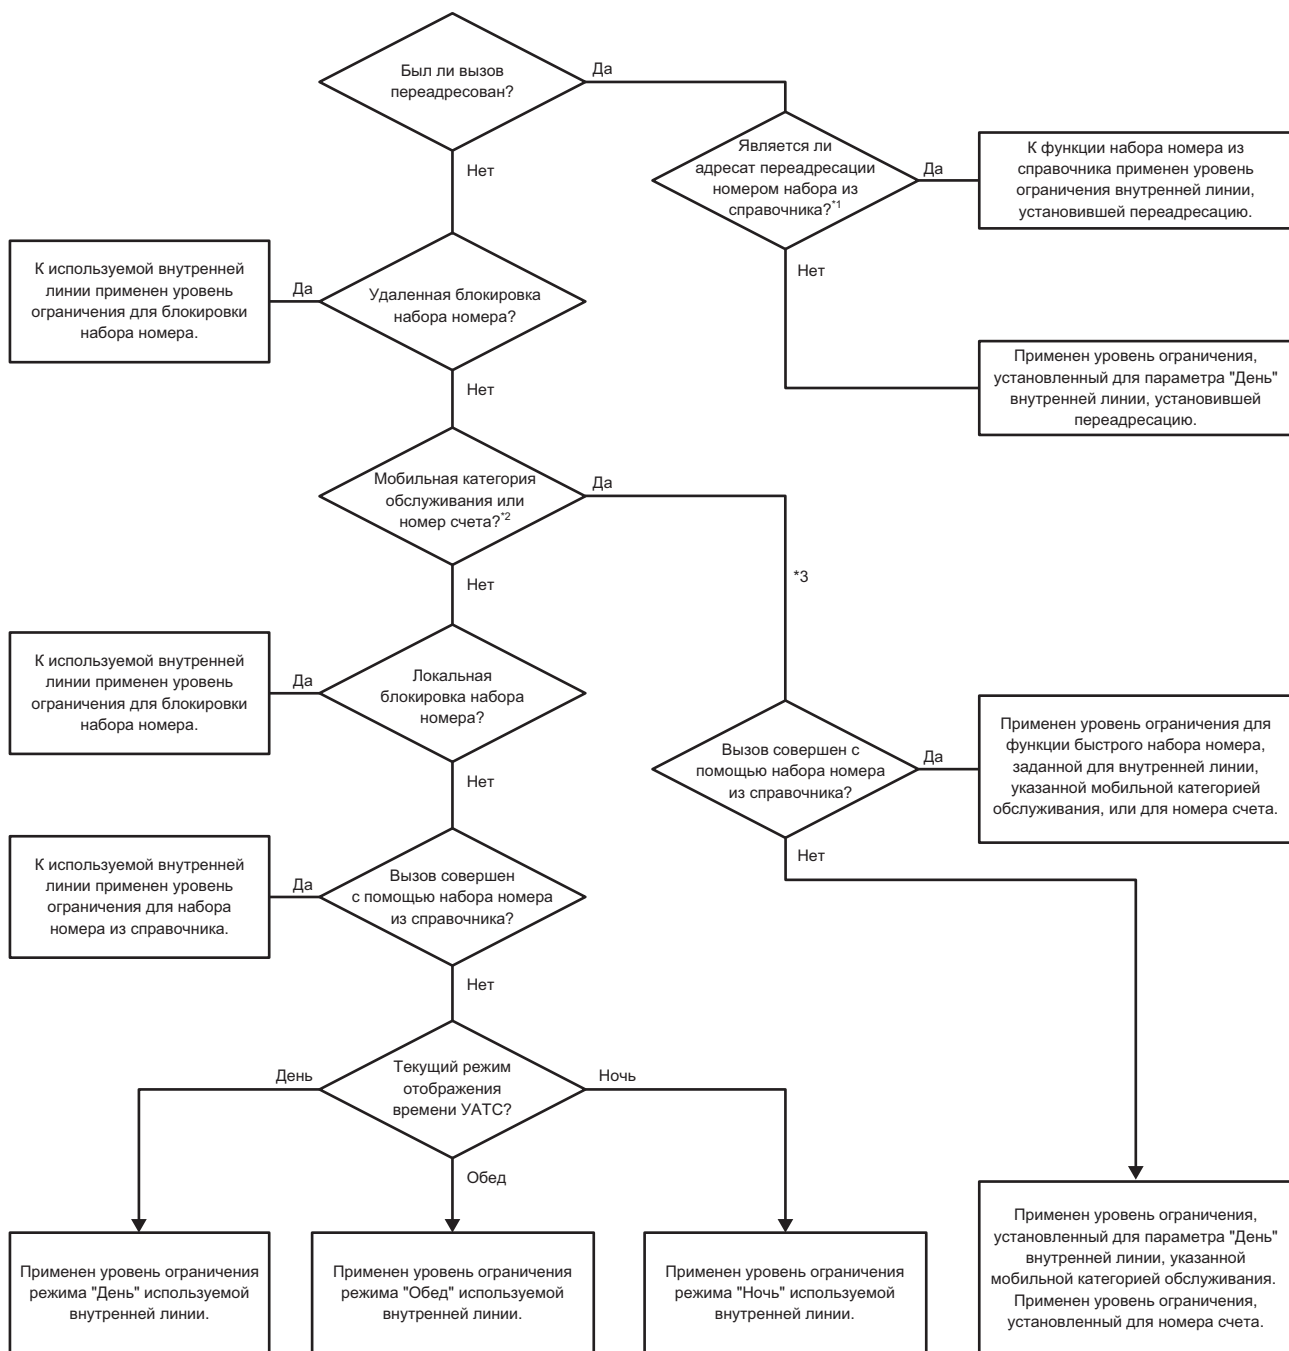 Был ли вызов
переадресован?
Да
Нет
Является ли
адресат переадресации
номером набора из
справочника?*1
Да
К функции набора номера из
справочника применен уровень
ограничения внутренней линии,
установившей переадресацию.
Нет
Применен уровень ограничения,
установленный для параметра "День"
внутренней линии, установившей
переадресацию.
Удаленная блокировка
набора номера?
Да
К используемой внутренней
линии применен уровень
ограничения для блокировки
набора номера.
Нет
Мобильная категория
обслуживания или
номер счета?*2
Да
*3
Нет
Локальная
блокировка набора
номера?
Да
К используемой внутренней
линии применен уровень
ограничения для блокировки
набора номера.
Нет
Вызов совершен с
помощью набора номера
из справочника?
Да
Применен уровень ограничения для
функции быстрого набора номера,
заданной для внутренней линии,
указанной мобильной категорией
обслуживания, или для номера счета.
Нет
Вызов совершен
с помощью набора номера
из справочника?
Да
К используемой внутренней
линии применен уровень
ограничения для набора
номера из справочника.
Нет
Текущий режим
отображения
времени УАТС?
День
Ночь
Обед
Применен уровень ограничения
режима "День" используемой
внутренней линии.
Применен уровень ограничения
режима "Обед" используемой
внутренней линии.
Применен уровень ограничения
режима "Ночь" используемой
внутренней линии.
Применен уровень ограничения,
установленный для параметра "День"
внутренней линии, указанной
мобильной категорией обслуживания.
Применен уровень ограничения,
установленный для номера счета.